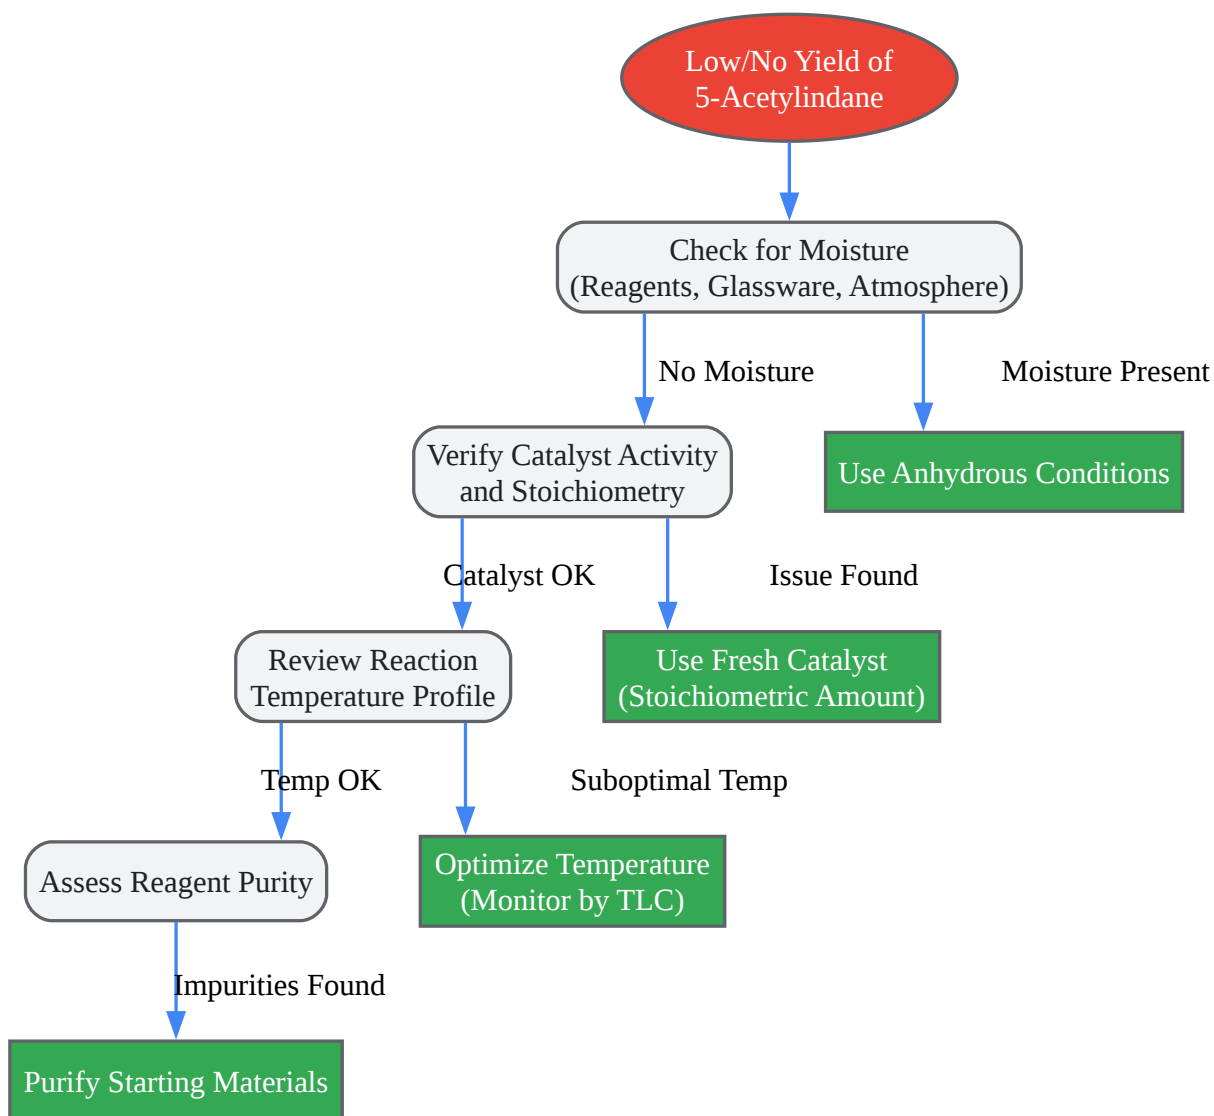 Low/No Yield of
5-Acetylindane
Check for Moisture
(Reagents, Glassware, Atmosphere)
No Moisture
Moisture Present
Verify Catalyst Activity
and Stoichiometry
Use Anhydrous Conditions
Catalyst OK
Issue Found
Review Reaction
Temperature Profile
Use Fresh Catalyst
(Stoichiometric Amount)
Temp OK
Suboptimal Temp
Assess Reagent Purity
Optimize Temperature
(Monitor by TLC)
Impurities Found
Purify Starting Materials